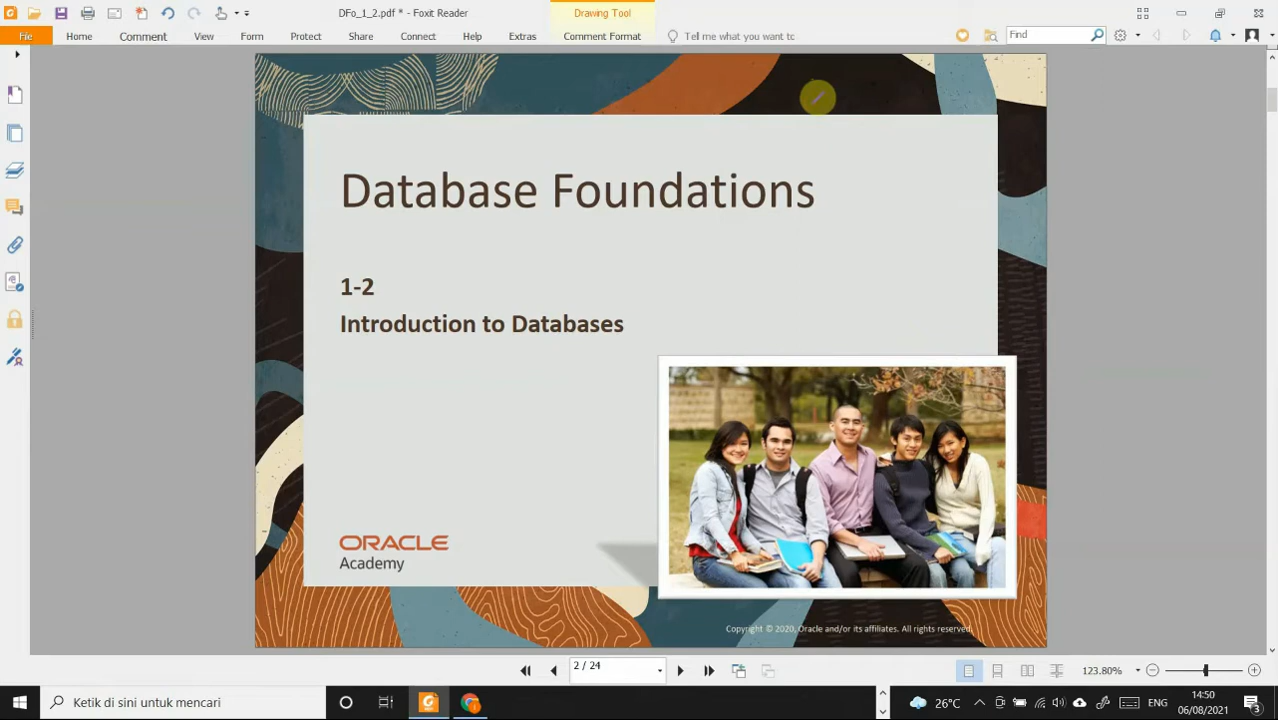 DFo_1_2.pdf * - Foxit Reader
Drawing Tool
File Home Comment View Form Protect Share Connect Help Extras Comment Format Tell me what you want tc Find
Database Foundations
1-2
Introduction to Databases
ORACLE
Academy
Copyright © 2020, Oracle and/or its affiliates. All rights reserved.
2 / 24
123.80%
Ketik di sini untuk mencari
26°C
ENG
14:50
06/08/2021
3